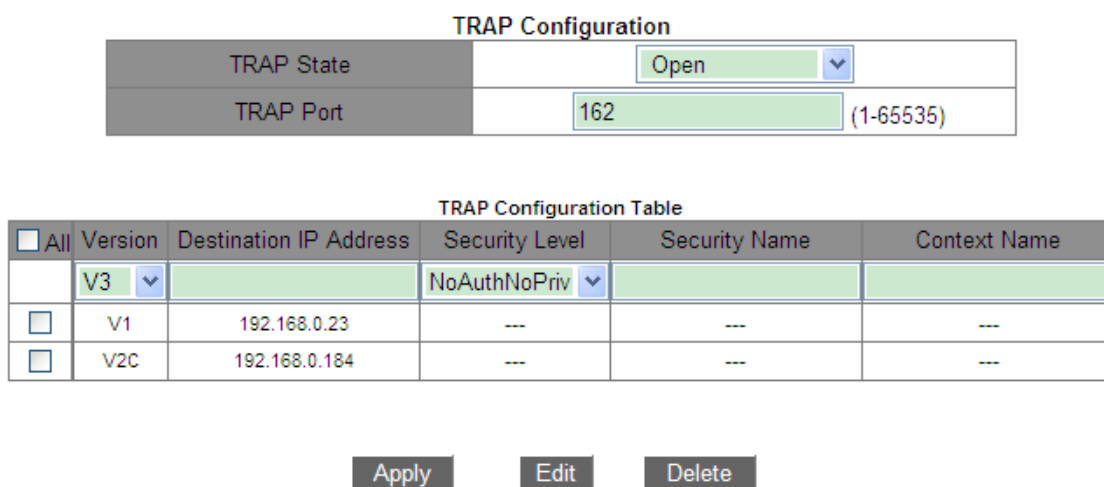 TRAP Configuration
TRAP State Open
TRAP Port 162 (1-65535)
TRAP Configuration Table
All Version Destination IP Address Security Level Security Name Context Name
V3 NoAuthNoPriv
V1 192.168.0.23 --- --- ---
V2C 192.168.0.184 --- --- ---
Apply Edit Delete